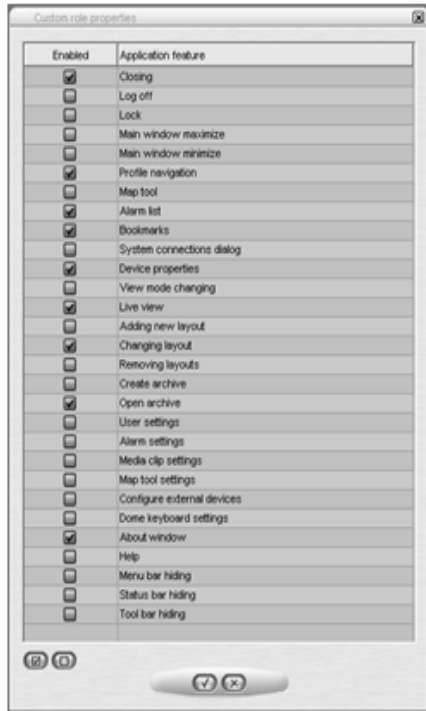 Custom role properties
Enabled Application feature
Closing
Log off
Lock
Main window maximize
Main window minimize
Profile navigation
Map tool
Alarm list
Bookmarks
System connections dialog
Device properties
View mode changing
Live view
Adding new layout
Changing layout
Removing layouts
Create archive
Open archive
User settings
Alarm settings
Media clip settings
Map tool settings
Configure external devices
Dome keyboard settings
About window
Help
Menu bar hiding
Status bar hiding
Tool bar hiding